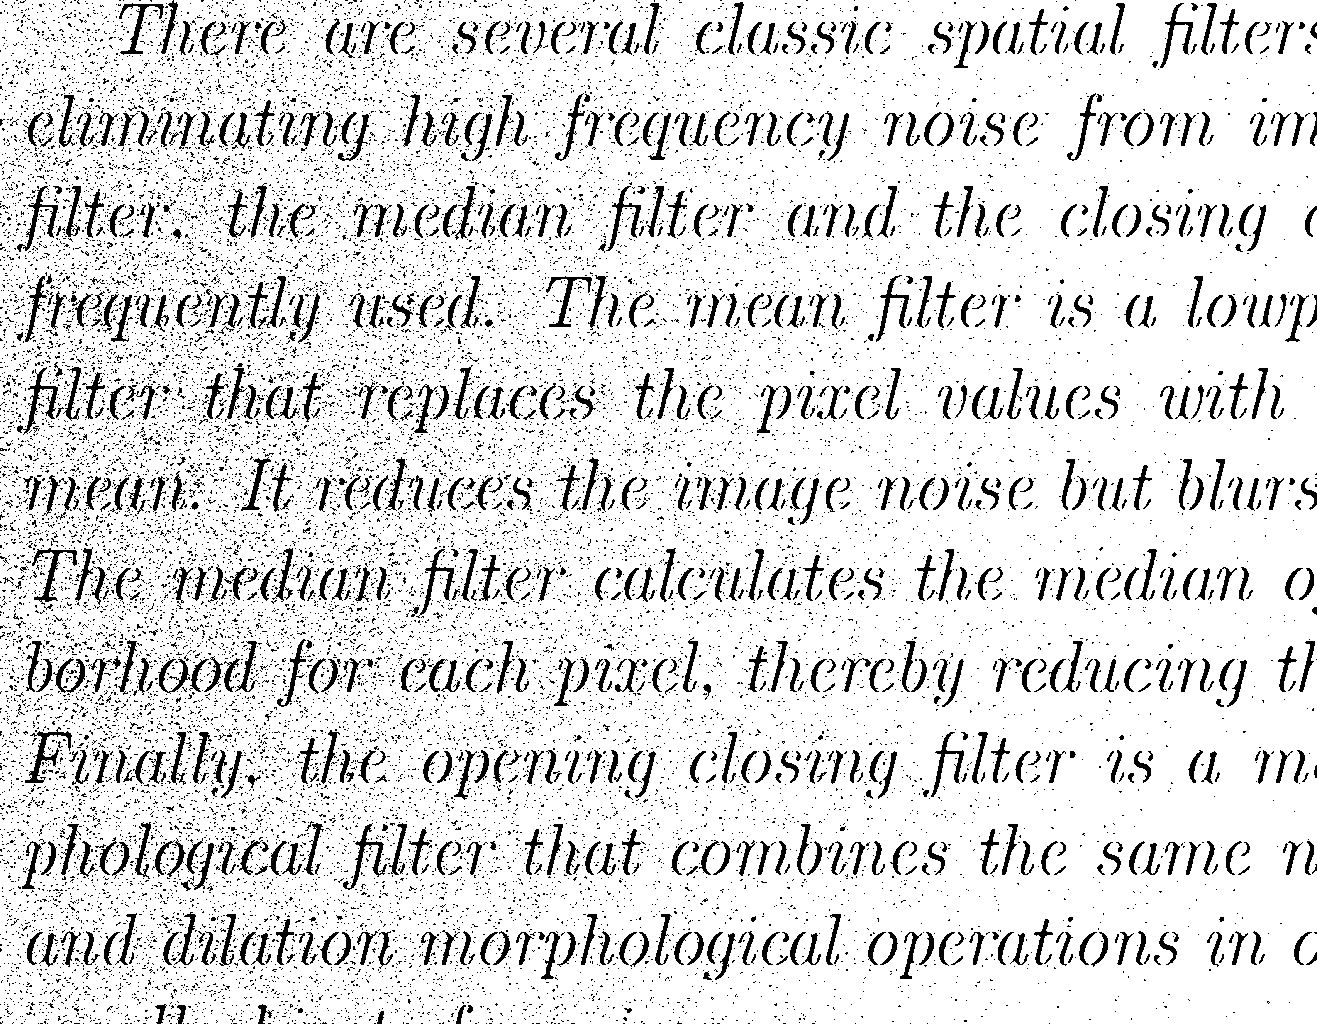 There are several classic spatial filters
eliminating high frequency noise from im
filter, the median filter and the closing
frequently used. The mean filter is a lowp
filter that replaces the pixel values with
mean. It reduces the image noise but blurs
The median filter calculates the median o
borhood for each pixel, thereby reducing th
Finally, the opening closing filter is a m
phological filter that combines the same n
and dilation morphological operations in o